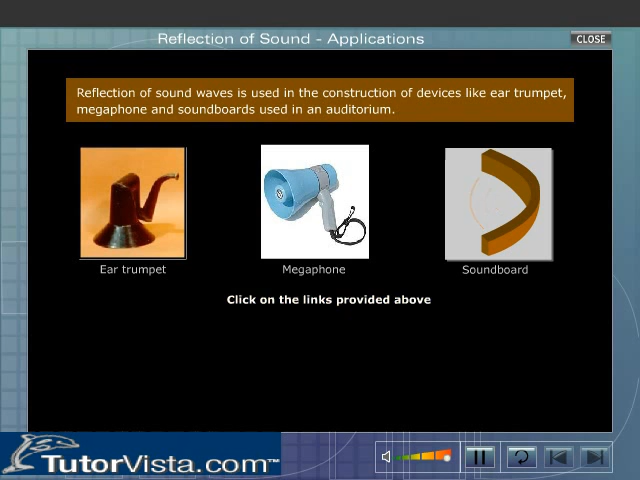 Reflection of Sound - Applications
CLOSE
Reflection of sound waves is used in the construction of devices like ear trumpet,
megaphone and soundboards used in an auditorium.
Ear trumpet
Megaphone
Soundboard
Click on the links provided above
TutorVista.com™